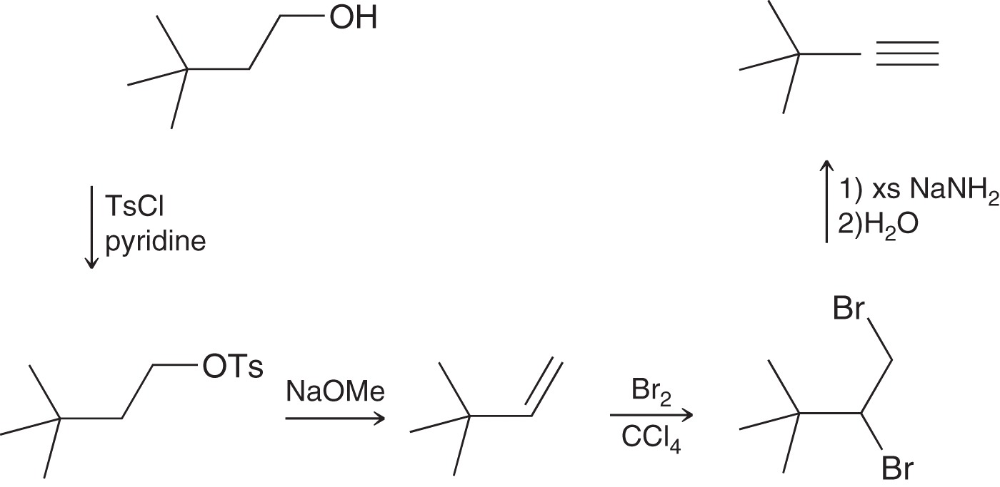 OH
TsCl
pyridine
1) xs NaNH₂
2)H₂O
OTs
NaOMe
Br₂
CCl₄
Br
Br